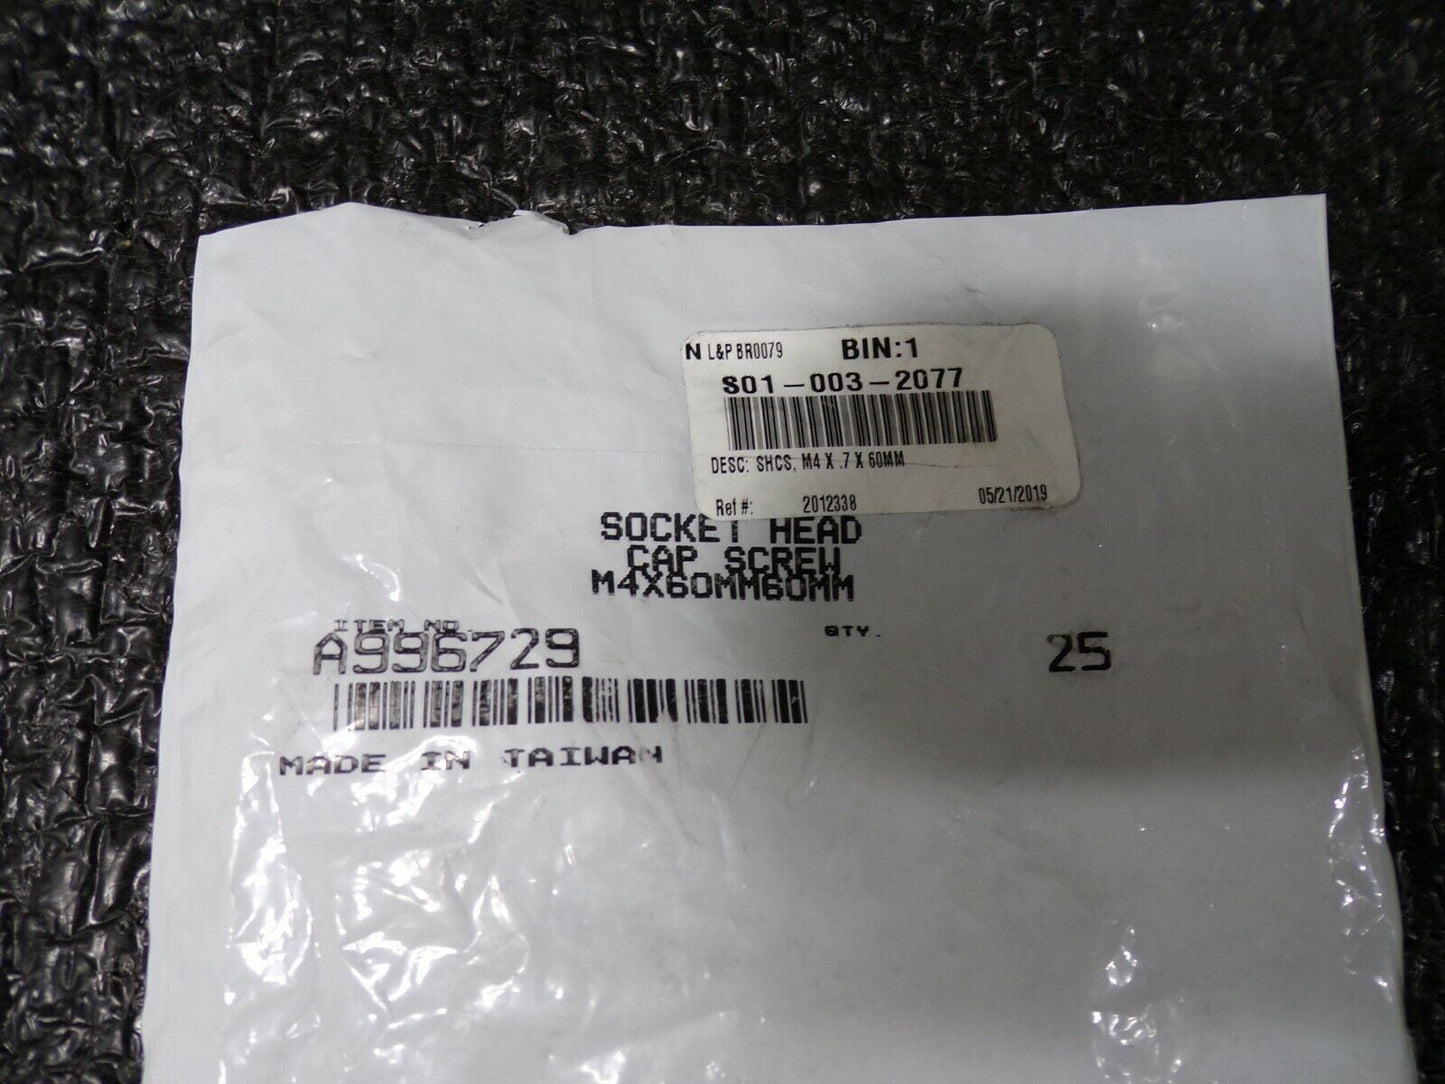 N L&P BR0079 BIN:1
S01-003-2077
DESC: SHCS, M4 X .7 X 60MM
Ref #: 2012338 05/21/2019
SOCKET HEAD
CAP SCREW
M4X60MM60MM
ITEM NO. QTY.
A996729 25
MADE IN TAIWAN